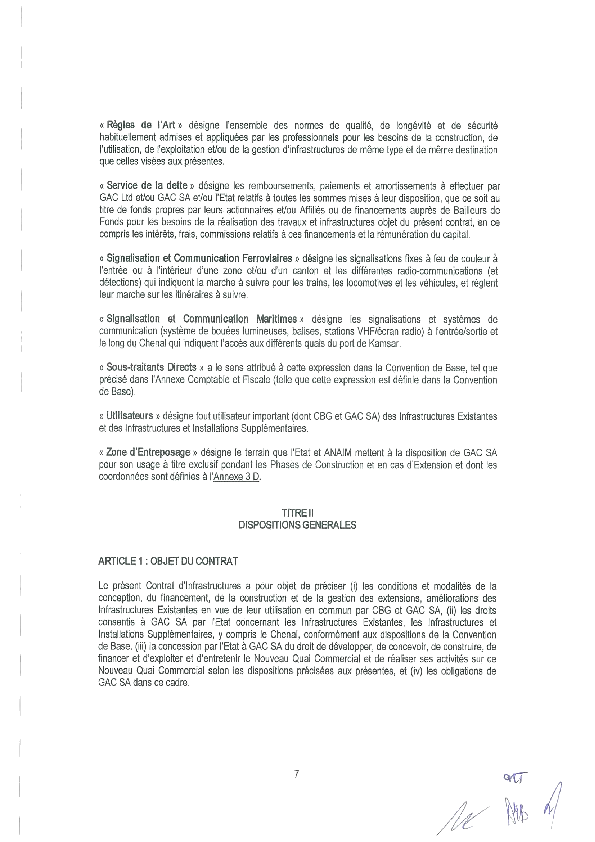 « Règles de l'Art » désigne l'ensemble des normes de qualité, de longévité et de sécurité
habituellement admises et appliquées par les professionnels pour les besoins de la construction, de
l'utilisation, de l'exploitation et/ou de la gestion d'infrastructures de même type et de même destination
que celles visées aux présentes.
« Service de la dette » désigne les remboursements, paiements et amortissements à effectuer par
GAC Ltd et/ou GAC SA et/ou l'Etat relatifs à toutes les sommes mises à leur disposition, que ce soit au
titre de fonds propres par leurs actionnaires et/ou Affiliés ou de financements auprès de Bailleurs de
Fonds pour les besoins de la réalisation des travaux et infrastructures objet du présent contrat, en ce
compris les intérêts, frais, commissions relatifs à ces financements et la rémunération du capital.
« Signalisation et Communication Ferroviaires » désigne les signalisations fixes à feu de couleur à
l'entrée ou à l'intérieur d'une zone et/ou d'un canton et les différentes radio-communications (et
détections) qui indiquent la marche à suivre pour les trains, les locomotives et les véhicules, et règlent
leur marche sur les itinéraires à suivre.
« Signalisation et Communication Maritimes » désigne les signalisations et systèmes de
communication (système de bouées lumineuses, balises, stations VHF/écran radio) à l'entrée/sortie et
le long du Chenal qui indiquent l'accès aux différents quais du port de Kamsar.
« Sous-traitants Directs » a le sens attribué à cette expression dans la Convention de Base, tel que
précisé dans l'Annexe Comptable et Fiscale (telle que cette expression est définie dans la Convention
de Base).
« Utilisateurs » désigne tout utilisateur important (dont CBG et GAC SA) des Infrastructures Existantes
et des Infrastructures et Installations Supplémentaires.
« Zone d'Entreposage » désigne le terrain que l'Etat et ANAIM mettent à la disposition de GAC SA
pour son usage à titre exclusif pendant les Phases de Construction et en cas d'Extension et dont les
coordonnées sont définies à l'Annexe 3 D.
TITRE II
DISPOSITIONS GENERALES
ARTICLE 1 : OBJET DU CONTRAT
Le présent Contrat d'Infrastructures a pour objet de préciser (i) les conditions et modalités de la
conception, du financement, de la construction et de la gestion des extensions, améliorations des
Infrastructures Existantes en vue de leur utilisation en commun par CBG et GAC SA, (ii) les droits
consentis à GAC SA par l'Etat concernant les Infrastructures Existantes, les Infrastructures et
Installations Supplémentaires, y compris le Chenal, conformément aux dispositions de la Convention
de Base, (iii) la concession par l'Etat à GAC SA du droit de développer, de concevoir, de construire, de
financer et d'exploiter et d'entretenir le Nouveau Quai Commercial et de réaliser ses activités sur ce
Nouveau Quai Commercial selon les dispositions précisées aux présentes, et (iv) les obligations de
GAC SA dans ce cadre.
7